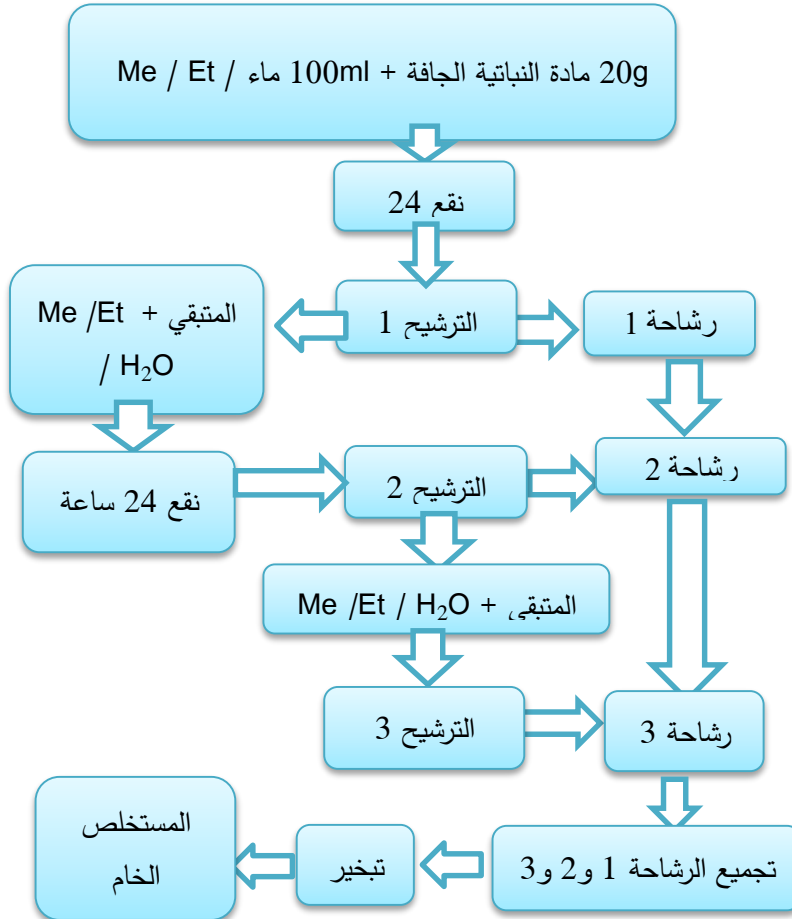 20g مادة النباتية الجافة + 100ml ماء / Me / Et
نقع 24
الترشيح 1
رشاحة 1
المتبقي + Me /Et
/ H₂O
نقع 24 ساعة
الترشيح 2
رشاحة 2
المتبقي + Me /Et / H₂O
الترشيح 3
رشاحة 3
تجميع الرشاحة 1 و2 و3
تبخير
المستخلص
الخام